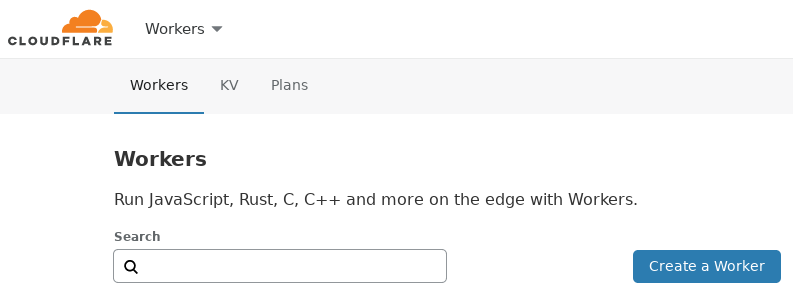 CLOUDFLARE
Workers
Workers KV Plans
Workers
Run JavaScript, Rust, C, C++ and more on the edge with Workers.
Search
Create a Worker